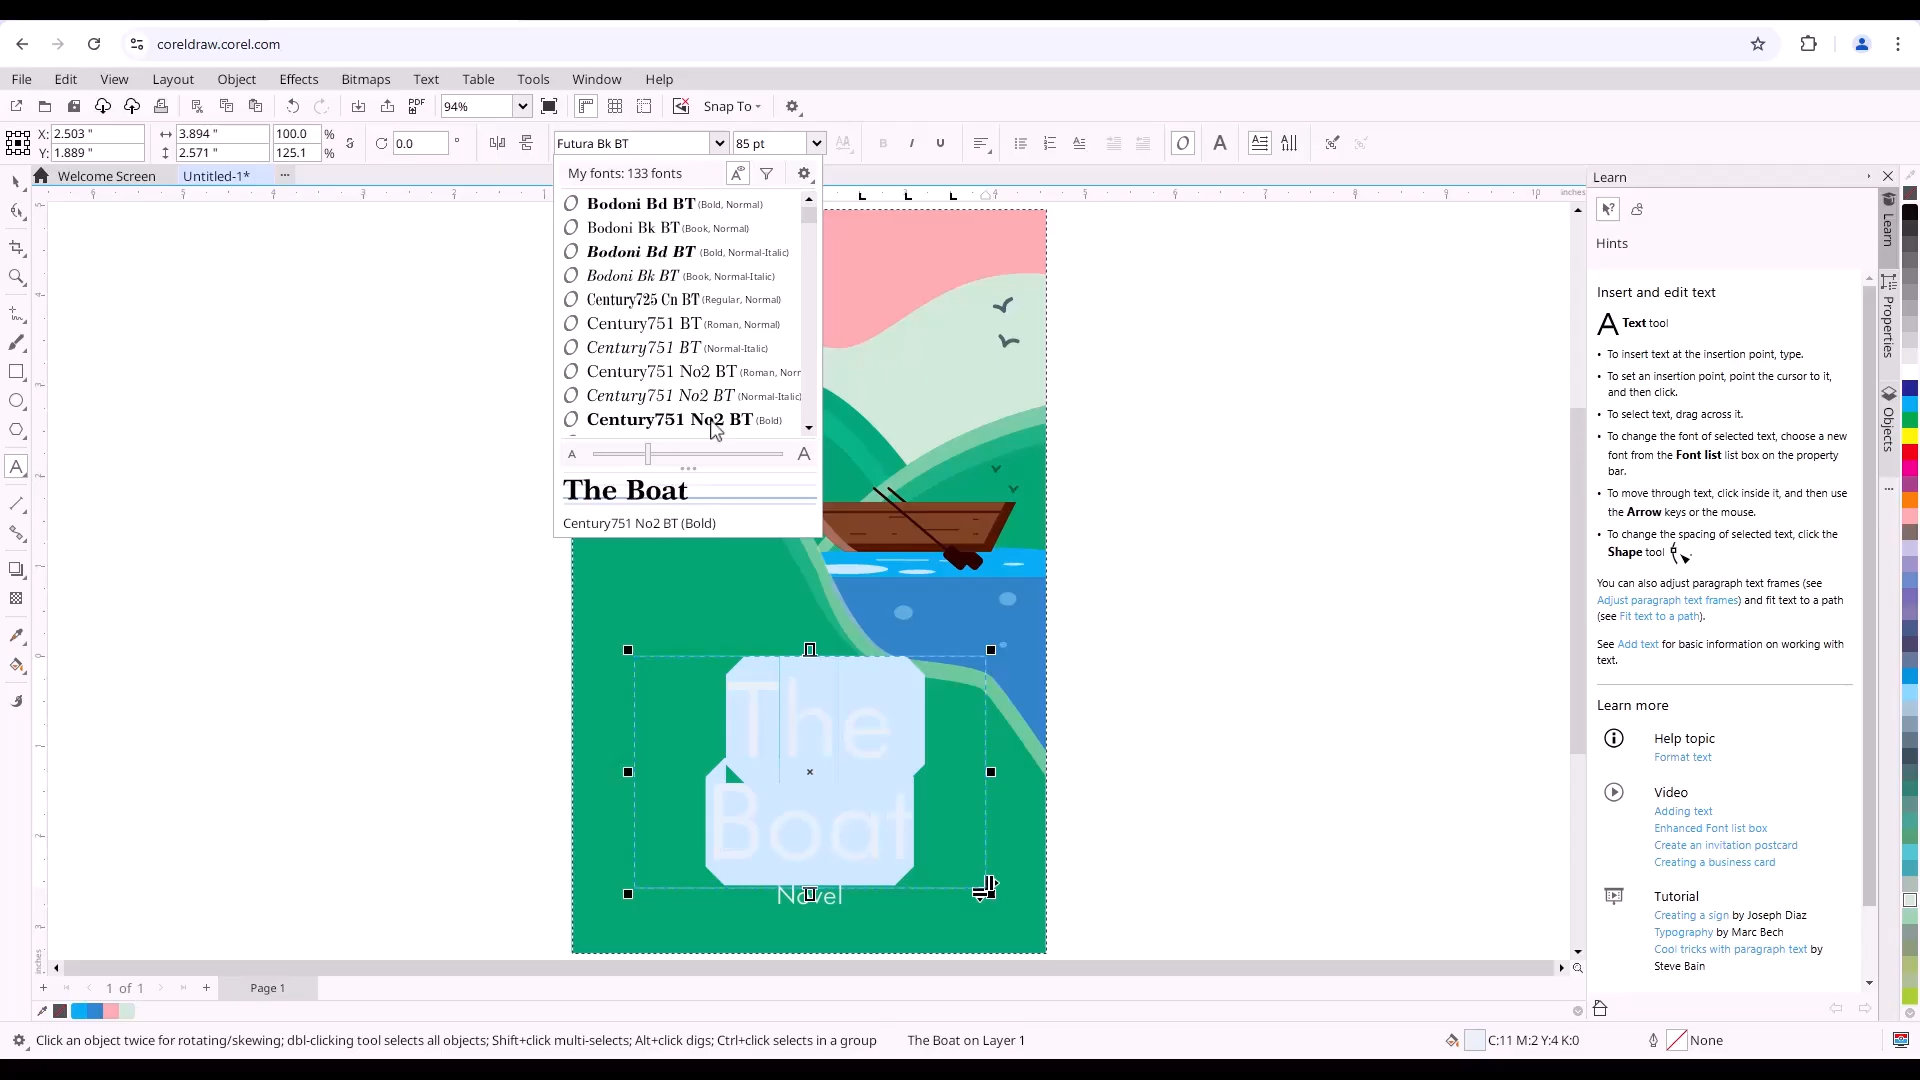 coreldraw.corel.com
File Edit View Layout Object Effects Bitmaps Text Table Tools Window Help
PDF 94% Snap To
X: 2.503 " 3.894 " 100.0 %
Y: 1.889 " 2.571 " 125.1 %
0.0 ° Futura Bk BT 85 pt
Welcome Screen Untitled-1*
My fonts: 133 fonts
Bodoni Bd BT (Bold, Normal)
Bodoni Bk BT (Book, Normal)
Bodoni Bd BT (Bold, Normal-Italic)
Bodoni Bk BT (Book, Normal-Italic)
Century725 Cn BT (Regular, Normal)
Century751 BT (Roman, Normal)
Century751 BT (Normal-Italic)
Century751 No2 BT (Roman, Norr
Century751 No2 BT (Normal-Italic)
Century751 No2 BT (Bold)
A A
The Boat
Century751 No2 BT (Bold)
The
Boat
Novel
inches
Learn
Hints
Insert and edit text
A Text tool
• To insert text at the insertion point, type.
• To set an insertion point, point the cursor to it,
and then click.
• To select text, drag across it.
• To change the font of selected text, choose a new
font from the Font list list box on the property
bar.
• To move through text, click inside it, and then use
the Arrow keys or the mouse.
• To change the spacing of selected text, click the
Shape tool .
You can also adjust paragraph text frames (see
Adjust paragraph text frames) and fit text to a path
(see Fit text to a path).
See Add text for basic information on working with
text.
Learn more
Help topic
Format text
Video
Adding text
Enhanced Font list box
Create an invitation postcard
Creating a business card
Tutorial
Creating a sign by Joseph Diaz
Typography by Marc Bech
Cool tricks with paragraph text by
Steve Bain
Learn
Properties
Objects
1 of 1 Page 1
Click an object twice for rotating/skewing; dbl-clicking tool selects all objects; Shift+click multi-selects; Alt+click digs; Ctrl+click selects in a group The Boat on Layer 1 C:11 M:2 Y:4 K:0 None